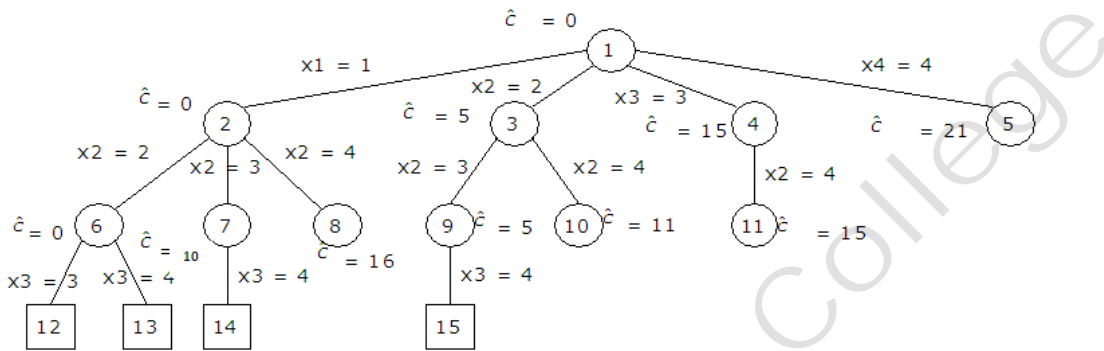 ĉ = 0
1
x1 = 1
x2 = 2
x3 = 3
x4 = 4
ĉ = 0
2
ĉ = 5
3
ĉ = 15
4
ĉ = 21
5
x2 = 2
x2 = 3
x2 = 4
x2 = 3
x2 = 4
x2 = 4
ĉ = 0
6
ĉ = 10
7
8
ĉ = 16
9
ĉ = 5
10
ĉ = 11
11
ĉ = 15
x3 = 3
x3 = 4
x3 = 4
x3 = 4
12
13
14
15
College